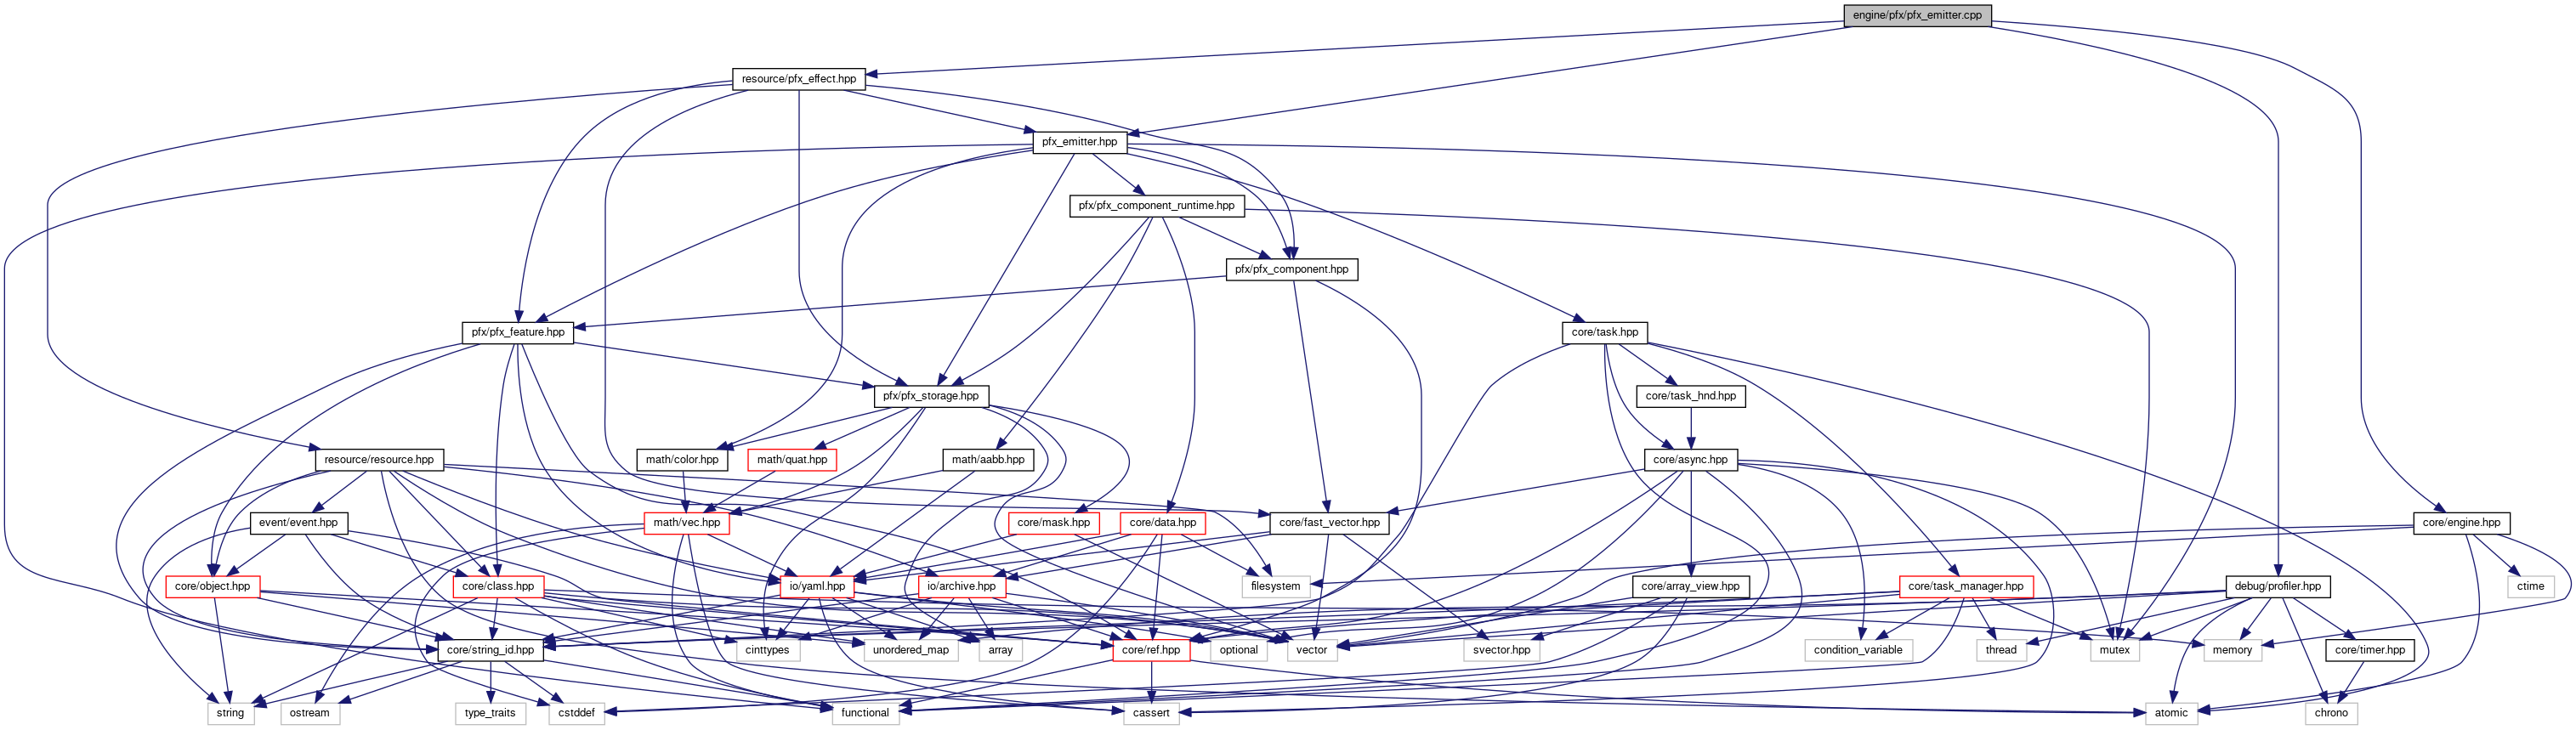 engine/pfx/pfx_emitter.cpp
resource/pfx_effect.hpp
pfx_emitter.hpp
pfx/pfx_component_runtime.hpp
pfx/pfx_component.hpp
pfx/pfx_feature.hpp
core/task.hpp
pfx/pfx_storage.hpp
core/task_hnd.hpp
resource/resource.hpp
math/color.hpp
math/quat.hpp
math/aabb.hpp
core/async.hpp
event/event.hpp
math/vec.hpp
core/mask.hpp
core/data.hpp
core/fast_vector.hpp
core/engine.hpp
core/object.hpp
core/class.hpp
io/yaml.hpp
io/archive.hpp
filesystem
core/array_view.hpp
core/task_manager.hpp
debug/profiler.hpp
ctime
core/string_id.hpp
cinttypes
unordered_map
array
core/ref.hpp
optional
vector
svector.hpp
condition_variable
thread
mutex
memory
core/timer.hpp
string
ostream
type_traits
cstddef
functional
cassert
atomic
chrono